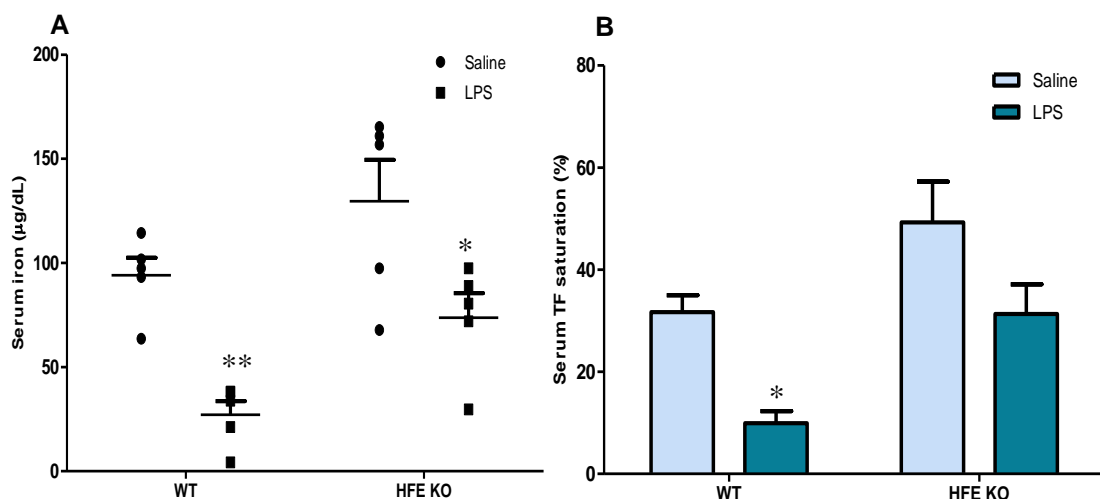 A
Serum iron (µg/dL)
200
150
100
50
0
Saline
LPS
**
*
WT
HFE KO
B
Serum TF saturation (%)
80
60
40
20
0
Saline
LPS
*
WT
HFE KO